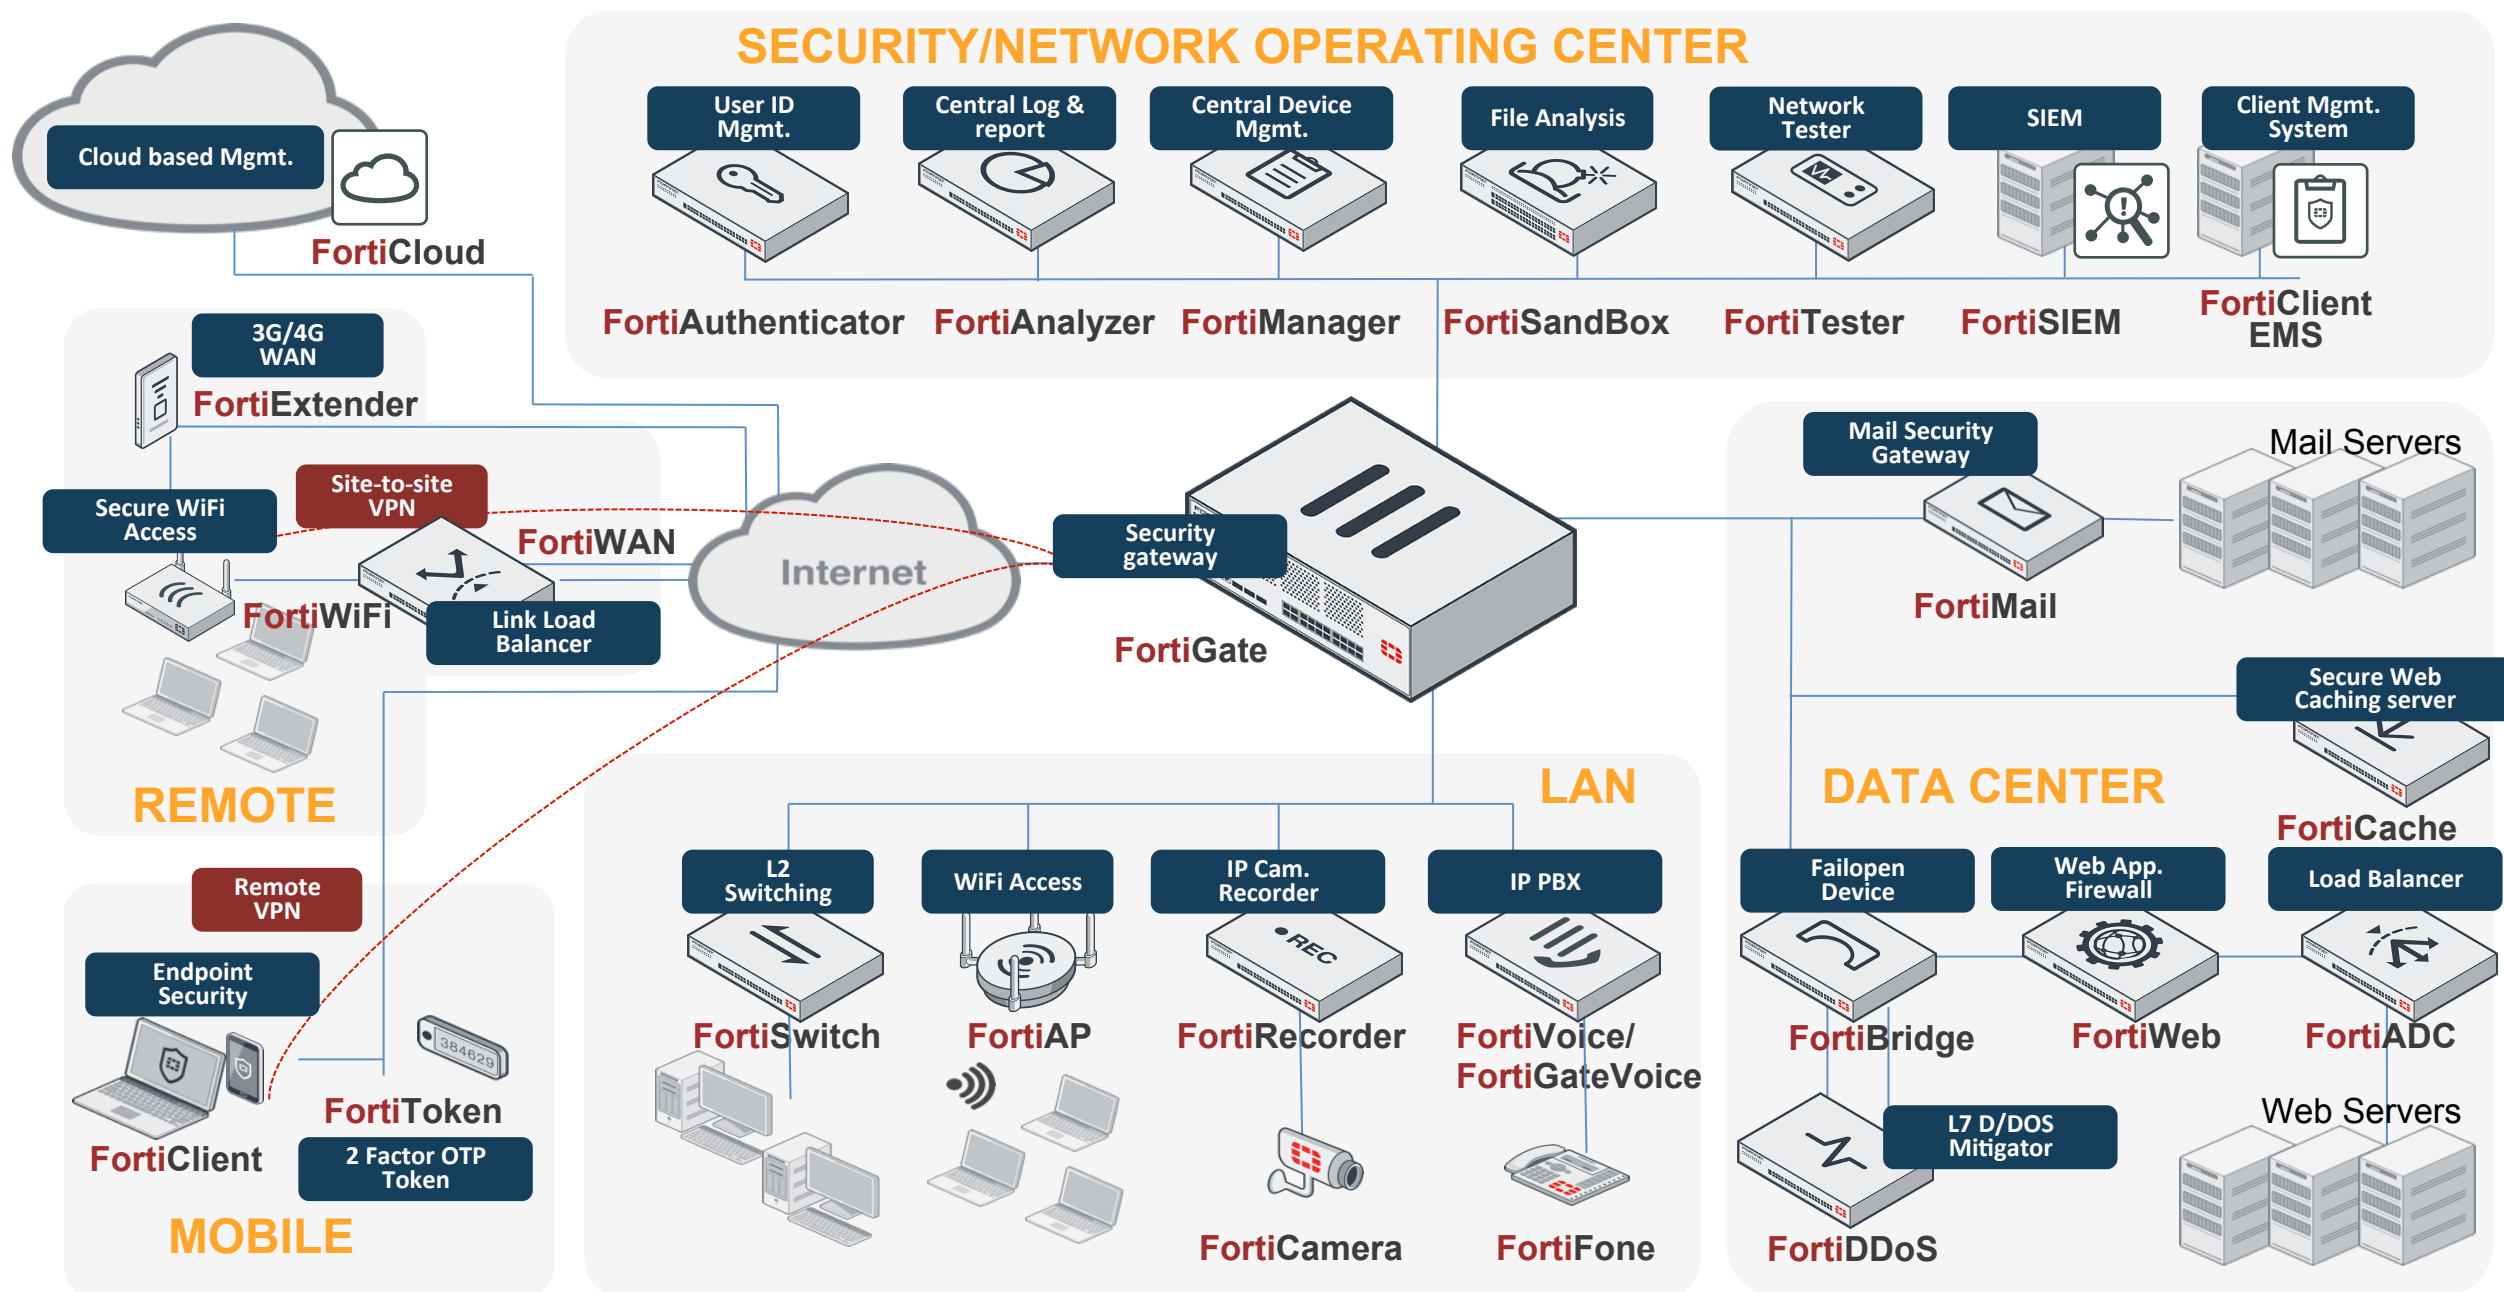 SECURITY/NETWORK OPERATING CENTER
User ID
Mgmt.
Central Log &
report
Central Device
Mgmt.
File Analysis
Network
Tester
SIEM
Client Mgmt.
System
FortiAuthenticator
FortiAnalyzer
FortiManager
FortiSandBox
FortiTester
FortiSIEM
FortiClient
EMS
Cloud based Mgmt.
FortiCloud
3G/4G
WAN
FortiExtender
Site-to-site
VPN
Secure WiFi
Access
FortiWAN
FortiWiFi
Link Load
Balancer
REMOTE
Internet
Security
gateway
FortiGate
Mail Security
Gateway
Mail Servers
FortiMail
Secure Web
Caching server
DATA CENTER
FortiCache
Failopen
Device
Web App.
Firewall
Load Balancer
FortiBridge
FortiWeb
FortiADC
L7 D/DOS
Mitigator
Web Servers
FortiDDoS
LAN
L2
Switching
WiFi Access
IP Cam.
Recorder
IP PBX
REC
FortiSwitch
FortiAP
FortiRecorder
FortiVoice/
FortiGateVoice
FortiCamera
FortiFone
Remote
VPN
Endpoint
Security
384629
FortiToken
FortiClient
2 Factor OTP
Token
MOBILE